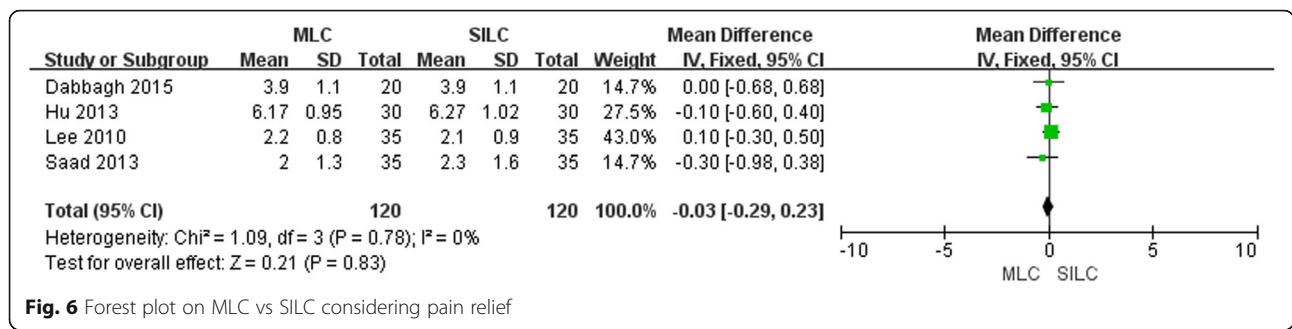 MLC SILC Mean Difference Mean Difference
Study or Subgroup Mean SD Total Mean SD Total Weight IV, Fixed, 95% CI IV, Fixed, 95% CI
Dabbagh 2015 3.9 1.1 20 3.9 1.1 20 14.7% 0.00 [-0.68, 0.68]
Hu 2013 6.17 0.95 30 6.27 1.02 30 27.5% -0.10 [-0.60, 0.40]
Lee 2010 2.2 0.8 35 2.1 0.9 35 43.0% 0.10 [-0.30, 0.50]
Saad 2013 2 1.3 35 2.3 1.6 35 14.7% -0.30 [-0.98, 0.38]
Total (95% CI) 120 120 100.0% -0.03 [-0.29, 0.23]
Heterogeneity: Chi² = 1.09, df = 3 (P = 0.78); I² = 0%
Test for overall effect: Z = 0.21 (P = 0.83)
-10 -5 0 5 10
MLC SILC
Fig. 6 Forest plot on MLC vs SILC considering pain relief